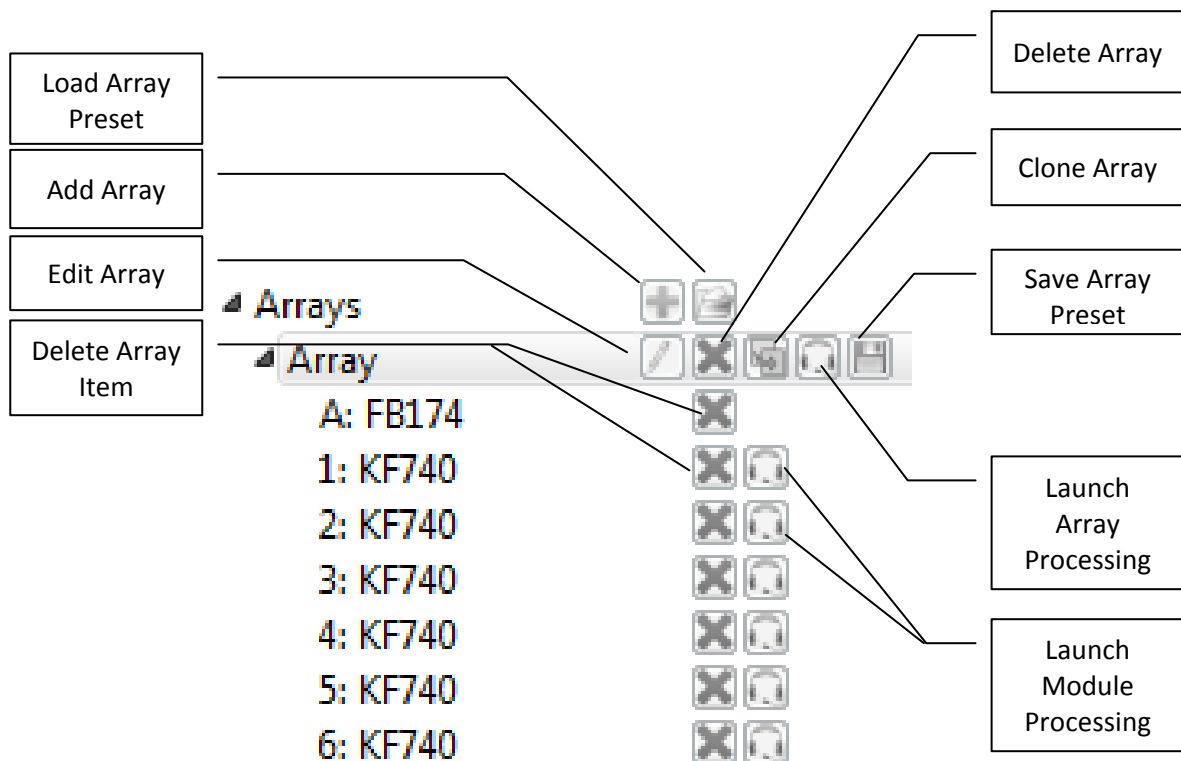 Load Array
Preset
Add Array
Edit Array
Delete Array
Item
Arrays
Array
A: FB174
1: KF740
2: KF740
3: KF740
4: KF740
5: KF740
6: KF740
Delete Array
Clone Array
Save Array
Preset
Launch
Array
Processing
Launch
Module
Processing